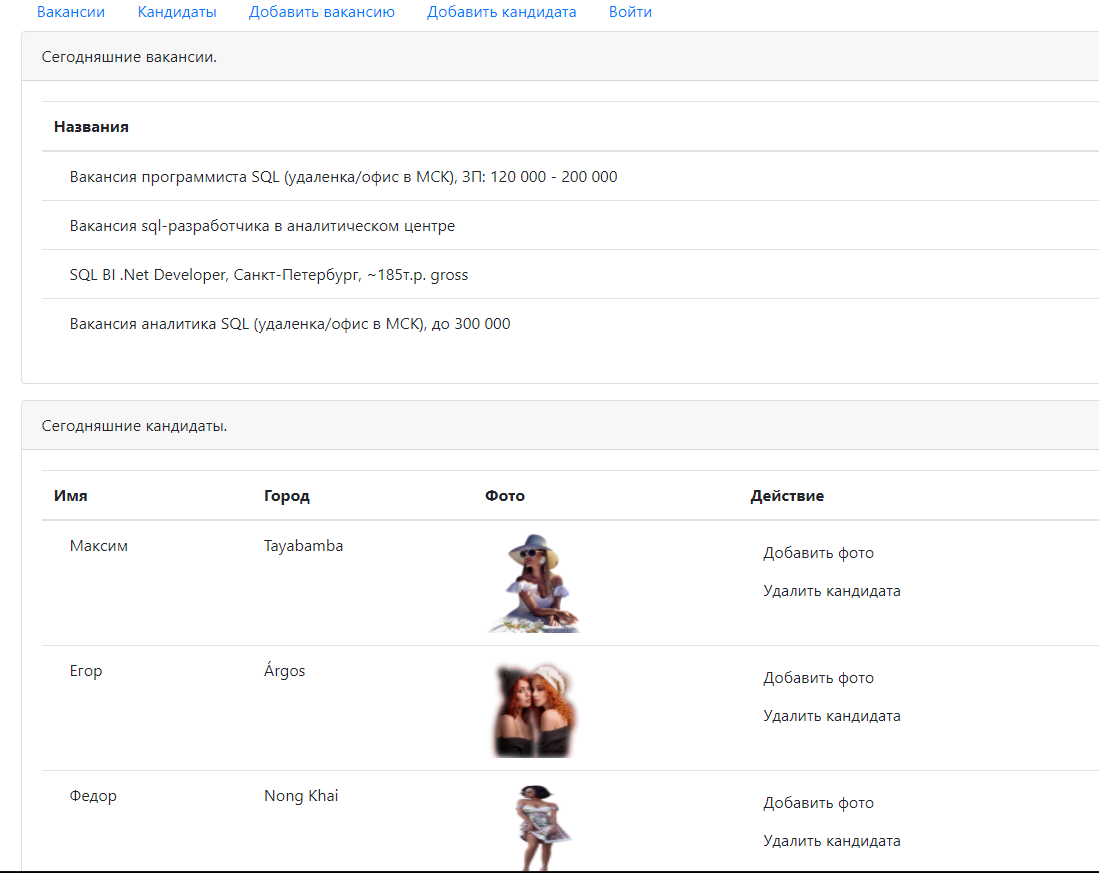 Вакансии Кандидаты Добавить вакансию Добавить кандидата Войти
Сегодняшние вакансии.
Названия
Вакансия программиста SQL (удаленка/офис в МСК), ЗП: 120 000 - 200 000
Вакансия sql-разработчика в аналитическом центре
SQL BI .Net Developer, Санкт-Петербург, ~185т.р. gross
Вакансия аналитика SQL (удаленка/офис в МСК), до 300 000
Сегодняшние кандидаты.
Имя Город Фото Действие
Максим Tayabamba Добавить фото
Удалить кандидата
Егор Árgos Добавить фото
Удалить кандидата
Федор Nong Khai Добавить фото
Удалить кандидата